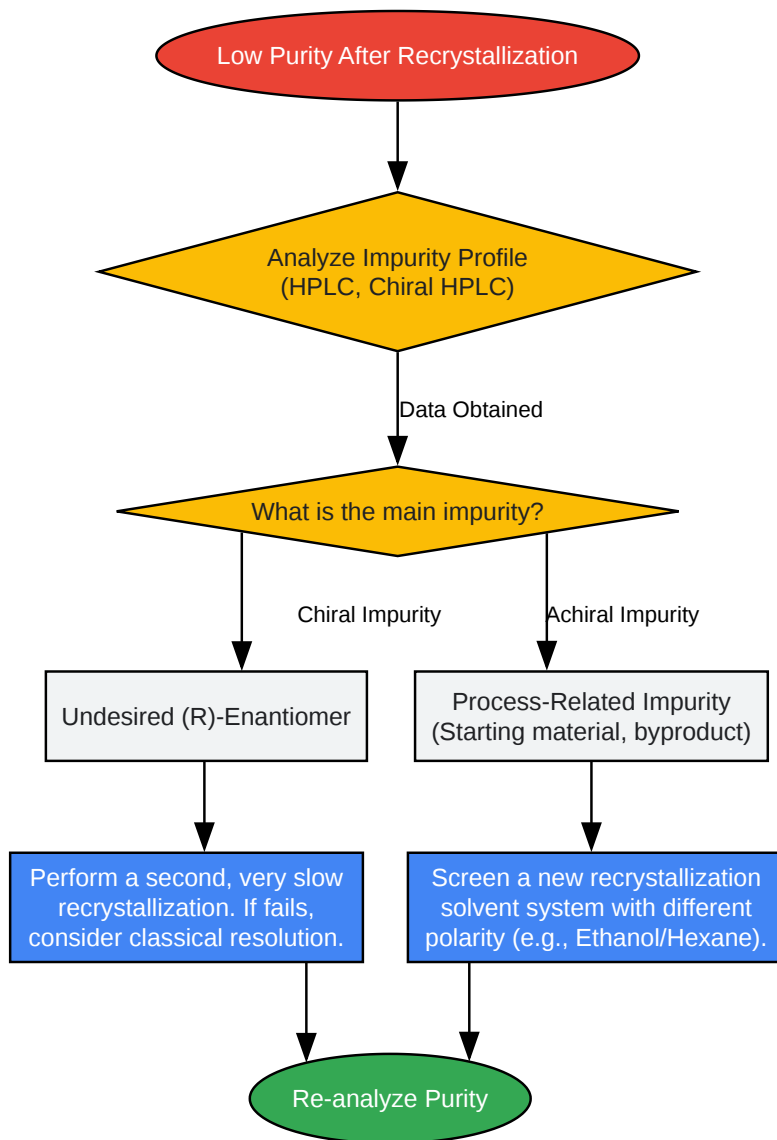 Low Purity After Recrystallization
Analyze Impurity Profile
(HPLC, Chiral HPLC)
Data Obtained
What is the main impurity?
Chiral Impurity
Achiral Impurity
Undesired (R)-Enantiomer
Process-Related Impurity
(Starting material, byproduct)
Perform a second, very slow
recrystallization. If fails,
consider classical resolution.
Screen a new recrystallization
solvent system with different
polarity (e.g., Ethanol/Hexane).
Re-analyze Purity